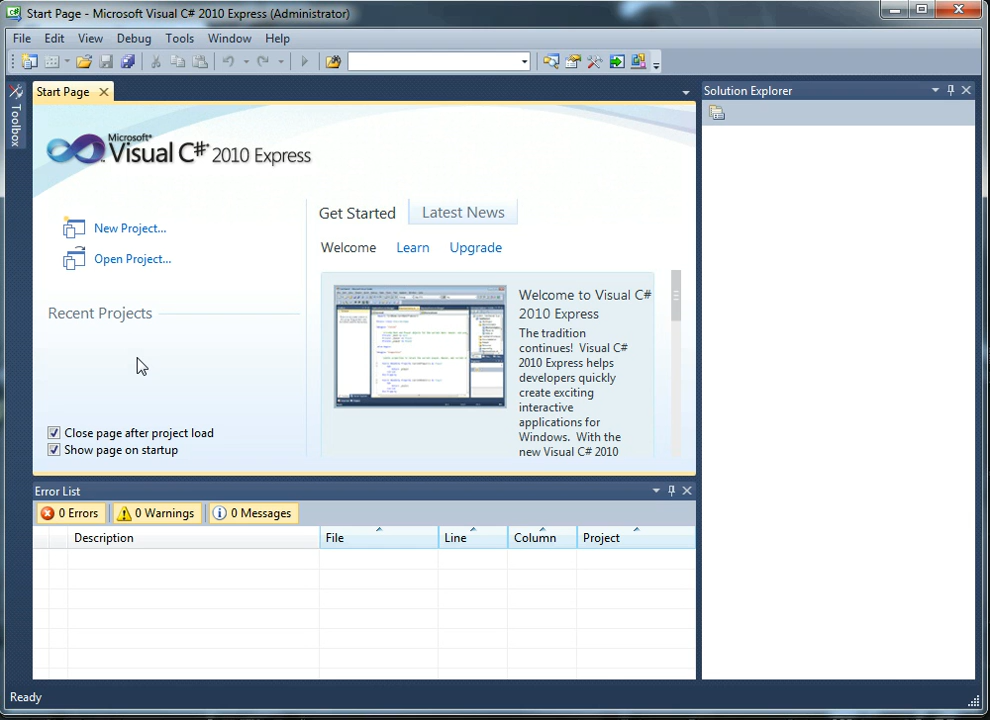 Start Page - Microsoft Visual C# 2010 Express (Administrator)
File Edit View Debug Tools Window Help
Toolbox
Start Page
Solution Explorer
Microsoft®
Visual C#® 2010 Express
New Project...
Open Project...
Recent Projects
Close page after project load
Show page on startup
Get Started Latest News
Welcome Learn Upgrade
Welcome to Visual C#
2010 Express
The tradition
continues! Visual C#
2010 Express helps
developers quickly
create exciting
interactive
applications for
Windows. With the
new Visual C# 2010
Error List
0 Errors 0 Warnings 0 Messages
Description File Line Column Project
Ready